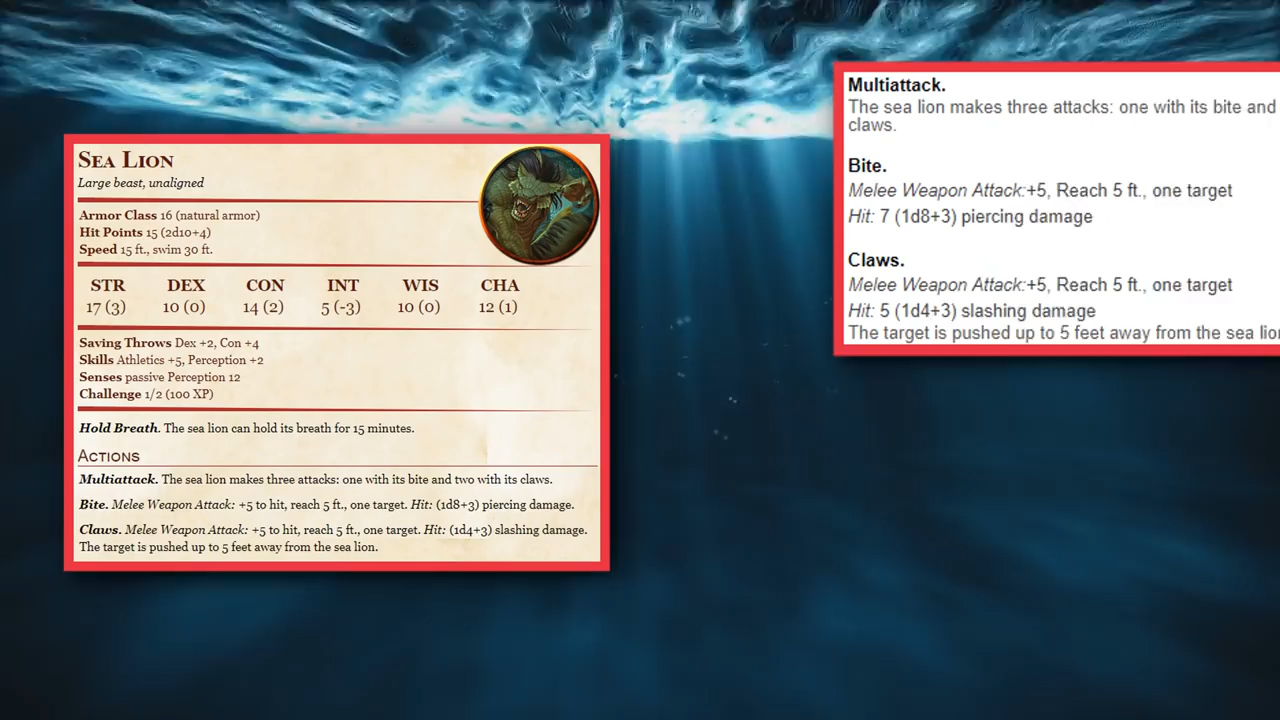 Sea Lion
Large beast, unaligned
Armor Class 16 (natural armor)
Hit Points 15 (2d10+4)
Speed 15 ft., swim 30 ft.
STR DEX CON INT WIS CHA
17 (3) 10 (0) 14 (2) 5 (-3) 10 (0) 12 (1)
Saving Throws Dex +2, Con +4
Skills Athletics +5, Perception +2
Senses passive Perception 12
Challenge 1/2 (100 XP)
Hold Breath. The sea lion can hold its breath for 15 minutes.
Actions
Multiattack. The sea lion makes three attacks: one with its bite and two with its claws.
Bite. Melee Weapon Attack: +5 to hit, reach 5 ft., one target. Hit: (1d8+3) piercing damage.
Claws. Melee Weapon Attack: +5 to hit, reach 5 ft., one target. Hit: (1d4+3) slashing damage.
The target is pushed up to 5 feet away from the sea lion.
Multiattack.
The sea lion makes three attacks: one with its bite and
claws.
Bite.
Melee Weapon Attack:+5, Reach 5 ft., one target
Hit: 7 (1d8+3) piercing damage
Claws.
Melee Weapon Attack:+5, Reach 5 ft., one target
Hit: 5 (1d4+3) slashing damage
The target is pushed up to 5 feet away from the sea